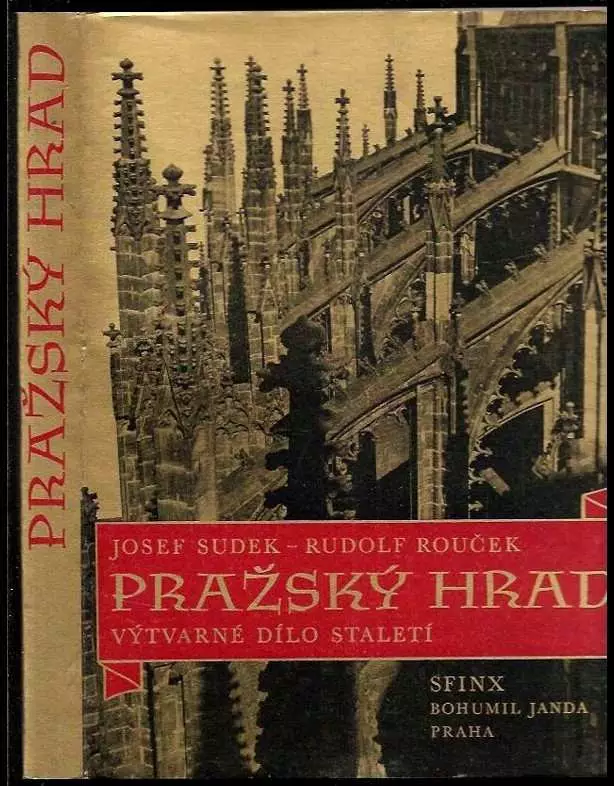 PRAŽSKÝ HRAD
JOSEF SUDEK – RUDOLF ROUČEK
PRAŽSKÝ HRAD
VÝTVARNÉ DÍLO STALETÍ
SFINX
BOHUMIL JANDA
PRAHA